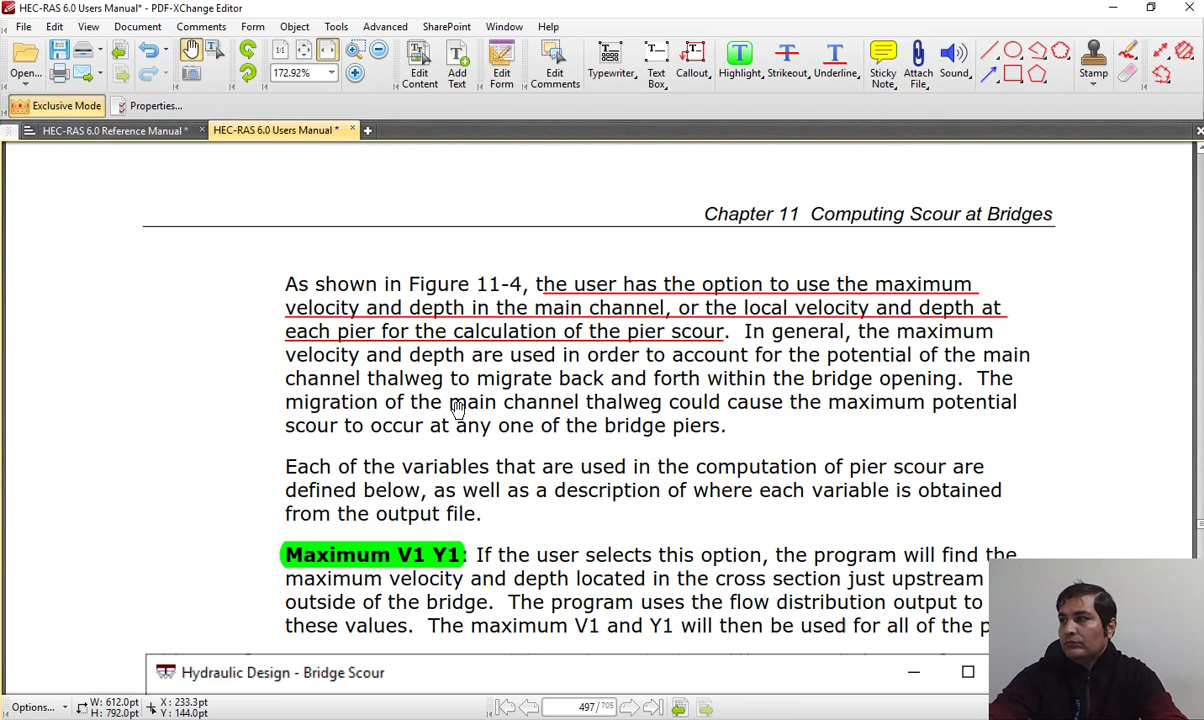 HEC-RAS 6.0 Users Manual* - PDF-XChange Editor
File Edit View Document Comments Form Object Tools Advanced SharePoint Window Help
Open... 1:1 172.92% Edit Content Add Text Edit Form Edit Comments Typewriter Text Box Callout Highlight Strikeout Underline Sticky Note Attach File Sound Stamp
Exclusive Mode Properties...
HEC-RAS 6.0 Reference Manual * HEC-RAS 6.0 Users Manual *
Chapter 11 Computing Scour at Bridges
As shown in Figure 11-4, the user has the option to use the maximum
velocity and depth in the main channel, or the local velocity and depth at
each pier for the calculation of the pier scour. In general, the maximum
velocity and depth are used in order to account for the potential of the main
channel thalweg to migrate back and forth within the bridge opening. The
migration of the main channel thalweg could cause the maximum potential
scour to occur at any one of the bridge piers.
Each of the variables that are used in the computation of pier scour are
defined below, as well as a description of where each variable is obtained
from the output file.
Maximum V1 Y1: If the user selects this option, the program will find the
maximum velocity and depth located in the cross section just upstream
outside of the bridge. The program uses the flow distribution output to
these values. The maximum V1 and Y1 will then be used for all of the p
Hydraulic Design - Bridge Scour
Options... W: 612.0pt X: 233.3pt 497 / 705
H: 792.0pt Y: 144.0pt